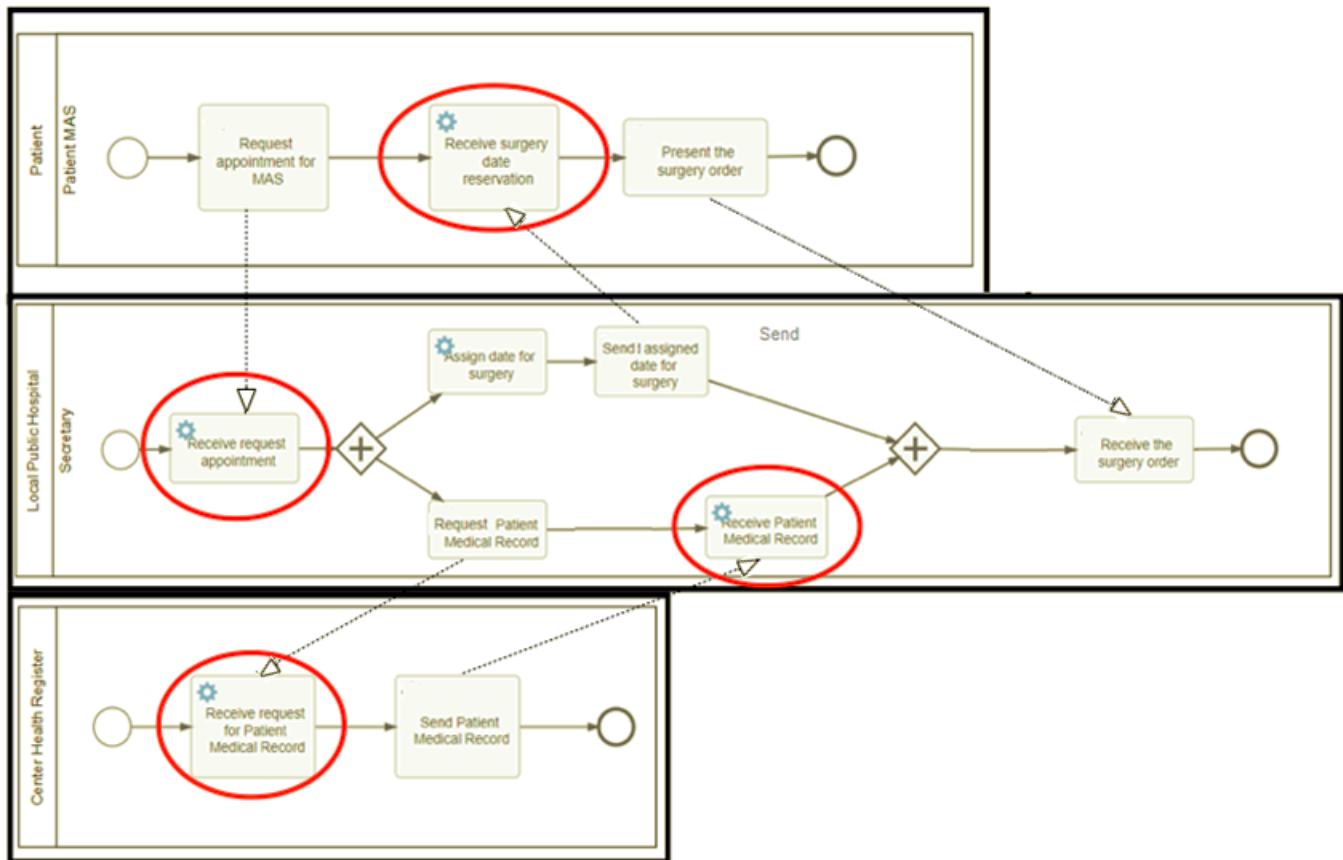 Patient
Patient MAS
Request
appointment for
MAS
Receive surgery
date
reservation
Present the
surgery order
Local Public Hospital
Secretary
Send
Assign date for
surgery
Send I assigned
date for
surgery
Receive request
appointment
Receive the
surgery order
Request Patient
Medical Record
Receive Patient
Medical Record
Center Health Register
Receive request
for Patient
Medical Record
Send Patient
Medical Record